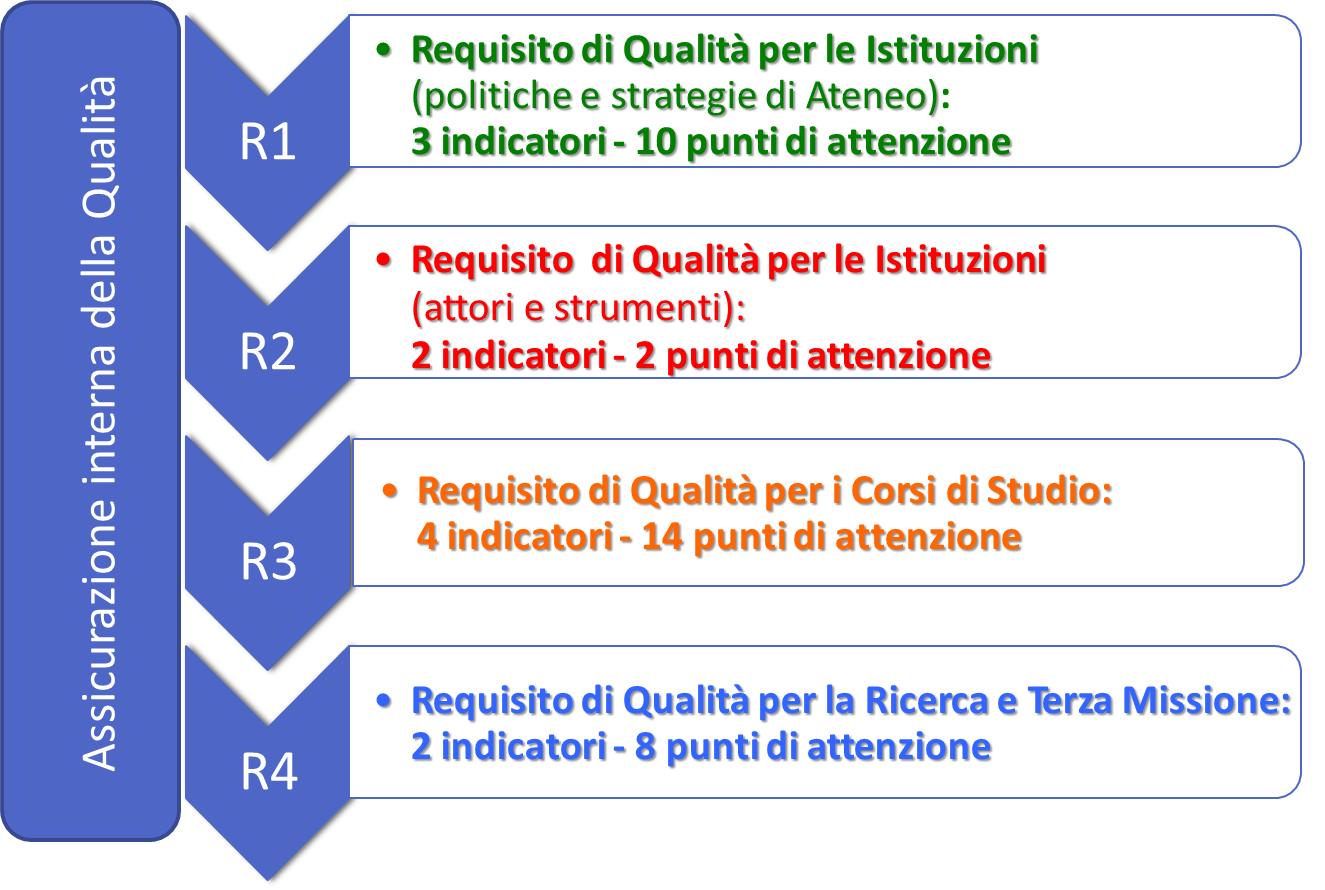 Assicurazione interna della Qualità
R1
• Requisito di Qualità per le Istituzioni
(politiche e strategie di Ateneo):
3 indicatori - 10 punti di attenzione
R2
• Requisito di Qualità per le Istituzioni
(attori e strumenti):
2 indicatori - 2 punti di attenzione
R3
• Requisito di Qualità per i Corsi di Studio:
4 indicatori - 14 punti di attenzione
R4
• Requisito di Qualità per la Ricerca e Terza Missione:
2 indicatori - 8 punti di attenzione